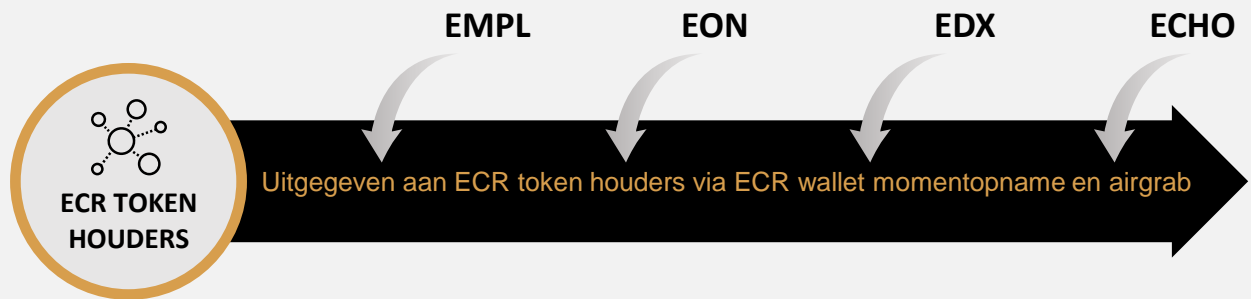 EMPL EON EDX ECHO
Uitgegeven aan ECR token houders via ECR wallet momentopname en airgrab
ECR TOKEN
HOUDERS